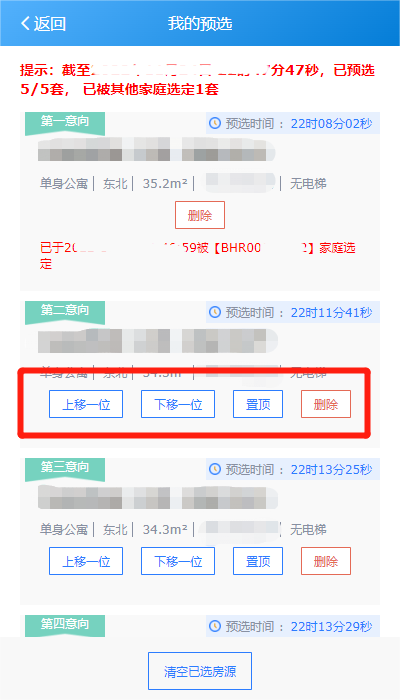 返回
我的预选
提示：截至
分47秒，已预选
5/5套， 已被其他家庭选定1套
第一意向
预选时间： 22时08分02秒
单身公寓 东北 35.2m² 无电梯
删除
已于20
59被【BHR00
2】家庭选
定
第二意向
预选时间： 22时11分41秒
单身公寓 东北 34.3m² 无电梯
上移一位 下移一位 置顶 删除
第三意向
预选时间： 22时13分25秒
单身公寓 东北 34.3m² 无电梯
上移一位 下移一位 置顶 删除
第四意向
预选时间： 22时13分29秒
清空已选房源